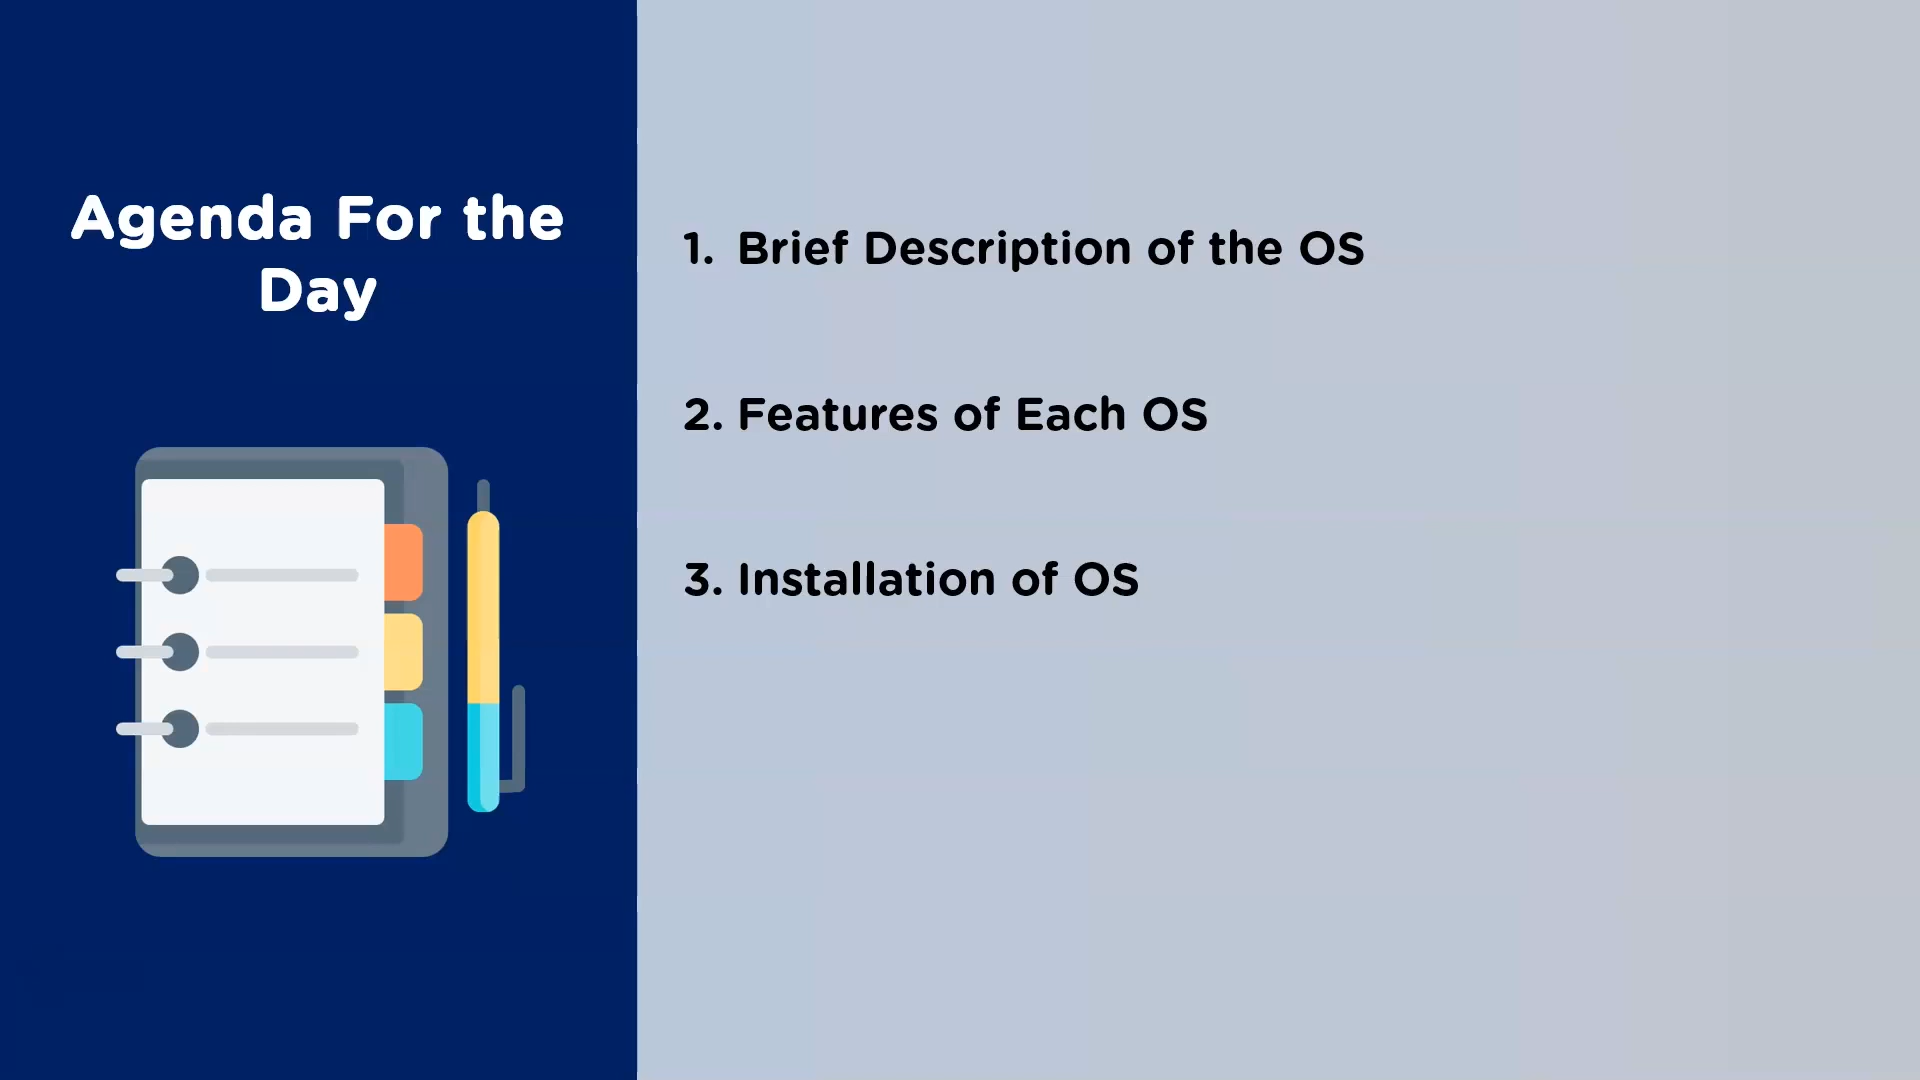 Agenda For the
Day
1. Brief Description of the OS
2. Features of Each OS
3. Installation of OS